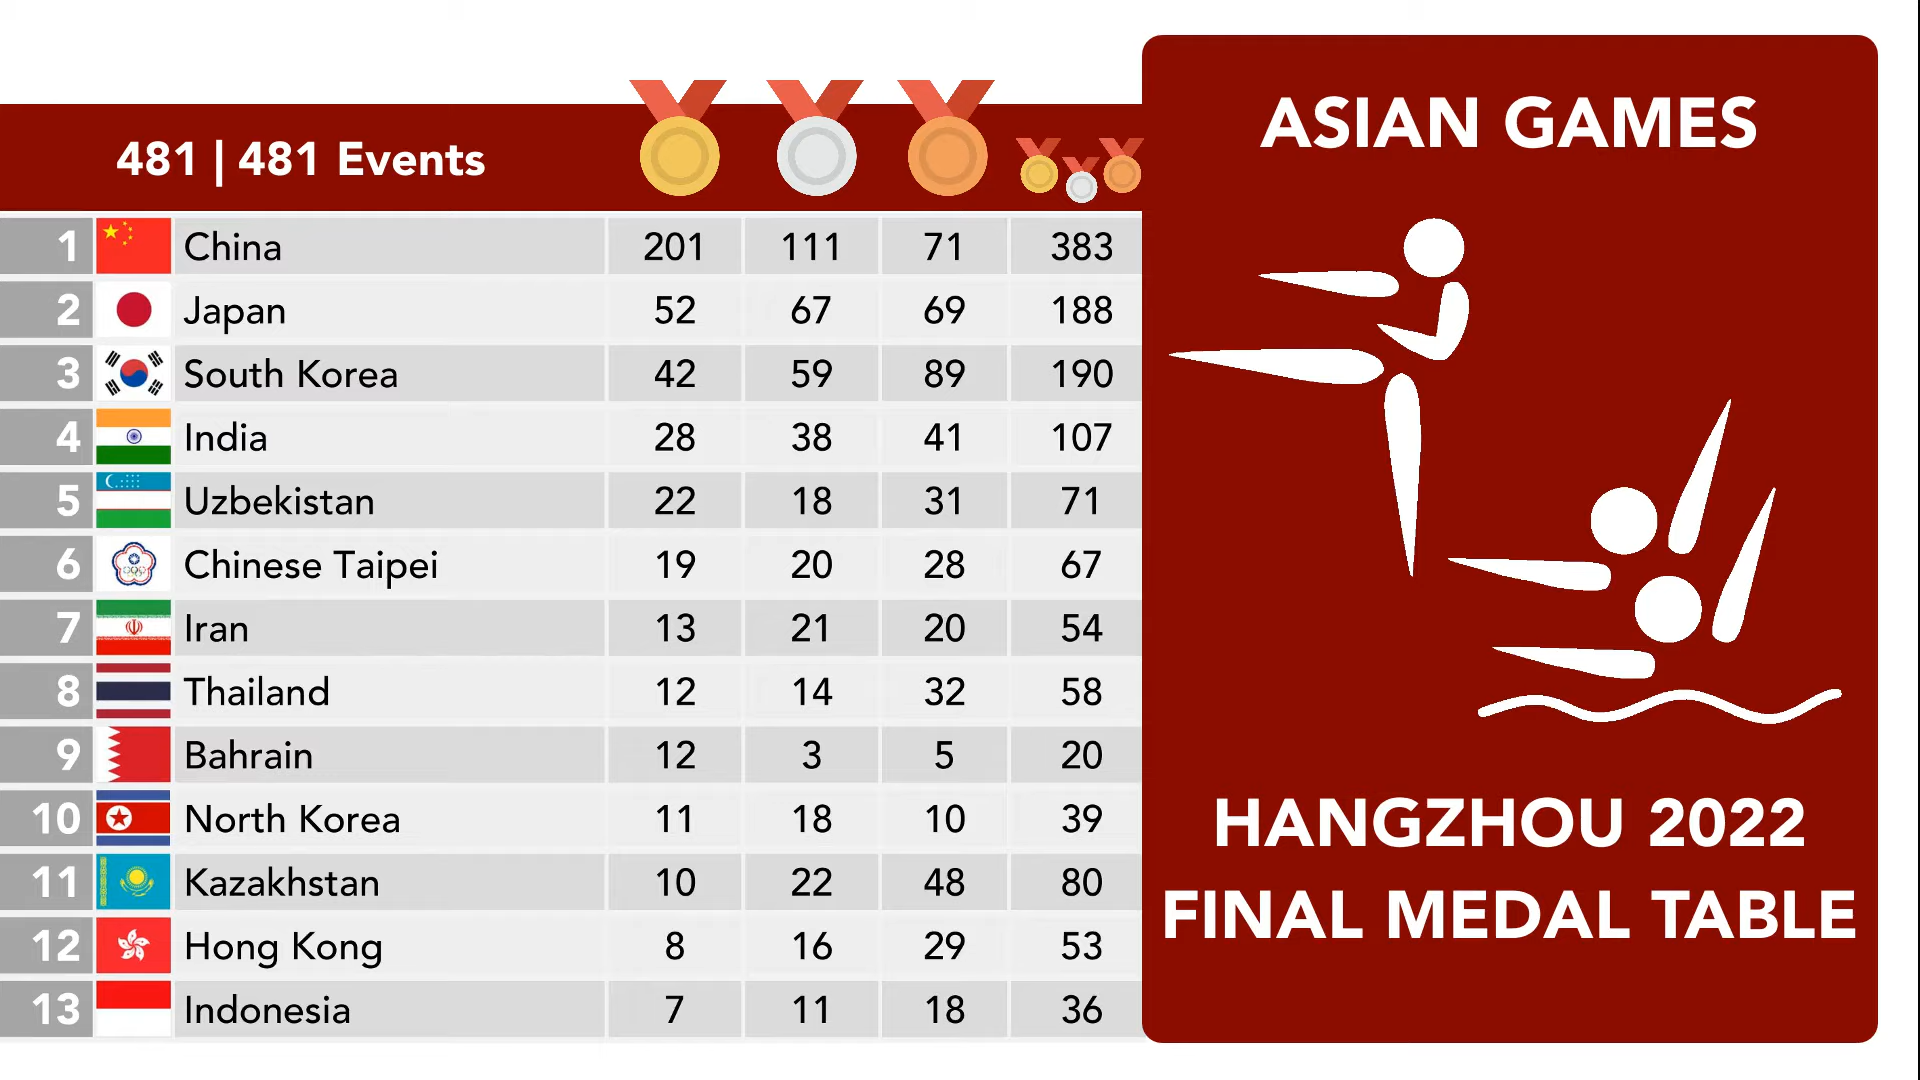 481 | 481 Events
1 China 201 111 71 383
2 Japan 52 67 69 188
3 South Korea 42 59 89 190
4 India 28 38 41 107
5 Uzbekistan 22 18 31 71
6 Chinese Taipei 19 20 28 67
7 Iran 13 21 20 54
8 Thailand 12 14 32 58
9 Bahrain 12 3 5 20
10 North Korea 11 18 10 39
11 Kazakhstan 10 22 48 80
12 Hong Kong 8 16 29 53
13 Indonesia 7 11 18 36
ASIAN GAMES
HANGZHOU 2022
FINAL MEDAL TABLE